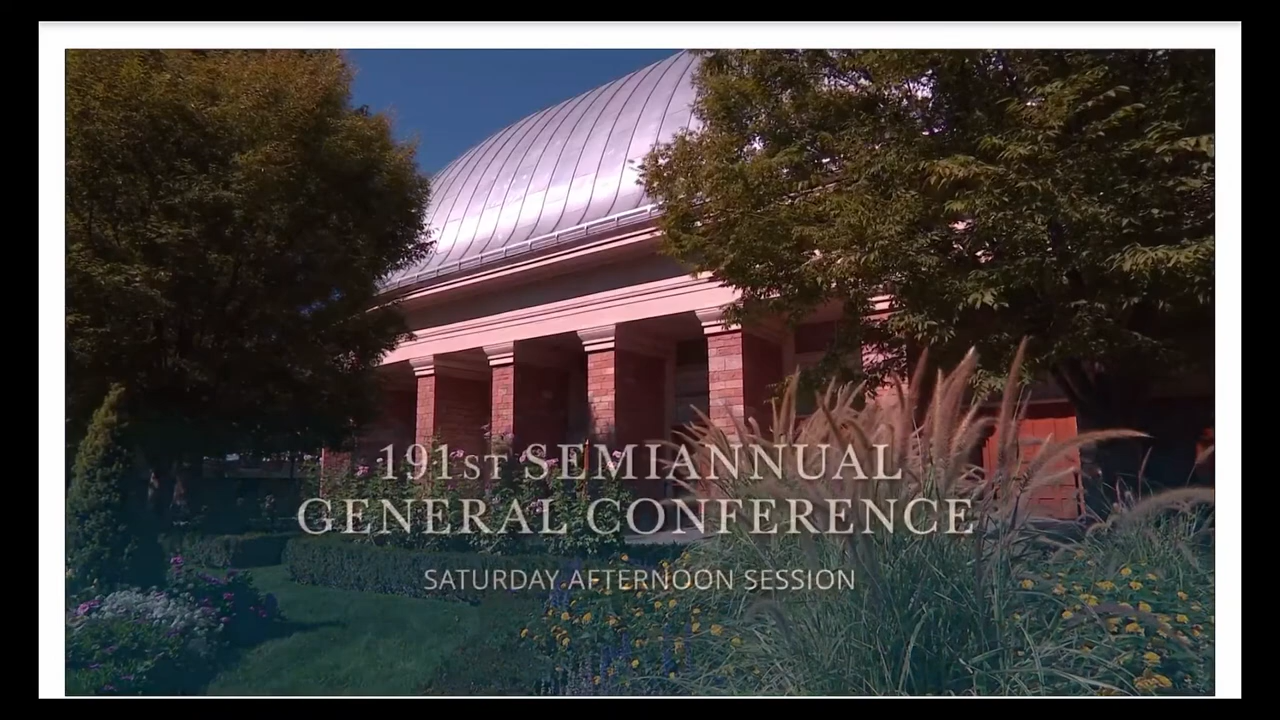 191ST SEMIANNUAL
GENERAL CONFERENCE
SATURDAY AFTERNOON SESSION